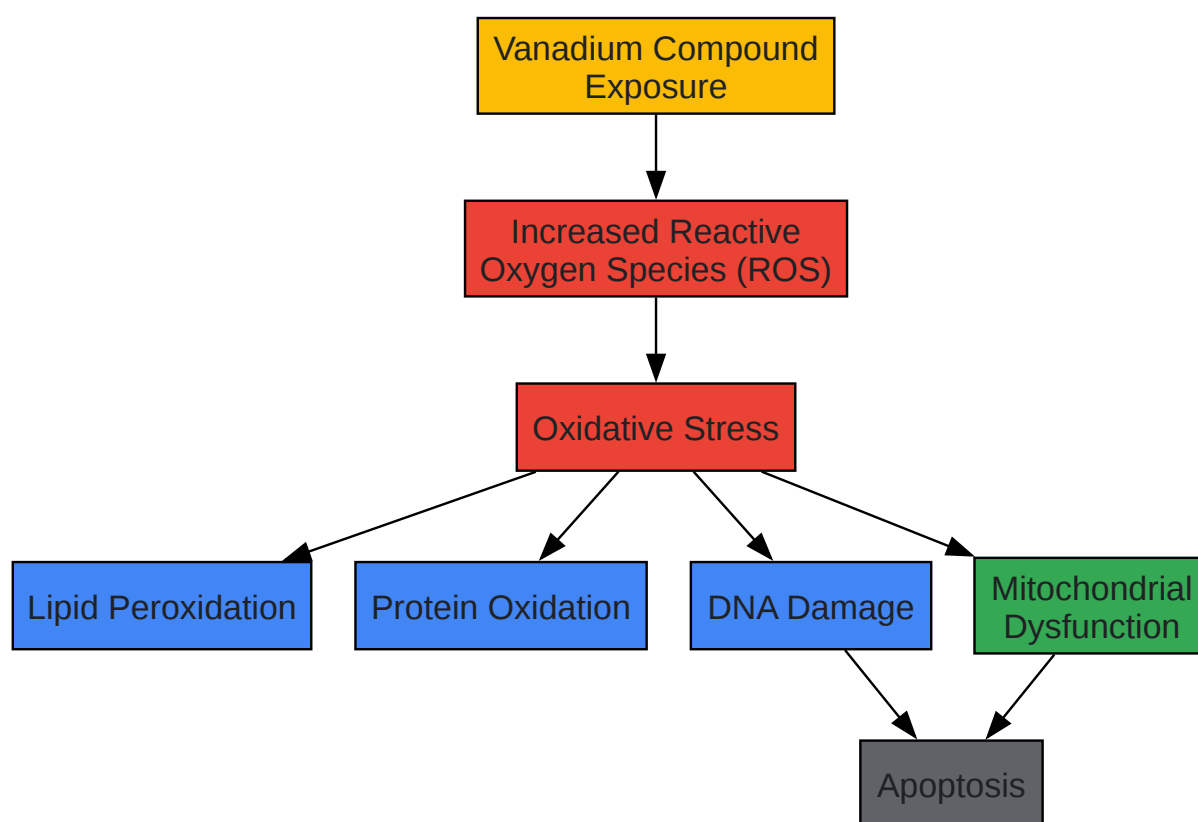 Vanadium Compound
Exposure
Increased Reactive
Oxygen Species (ROS)
Oxidative Stress
Lipid Peroxidation
Protein Oxidation
DNA Damage
Mitochondrial
Dysfunction
Apoptosis